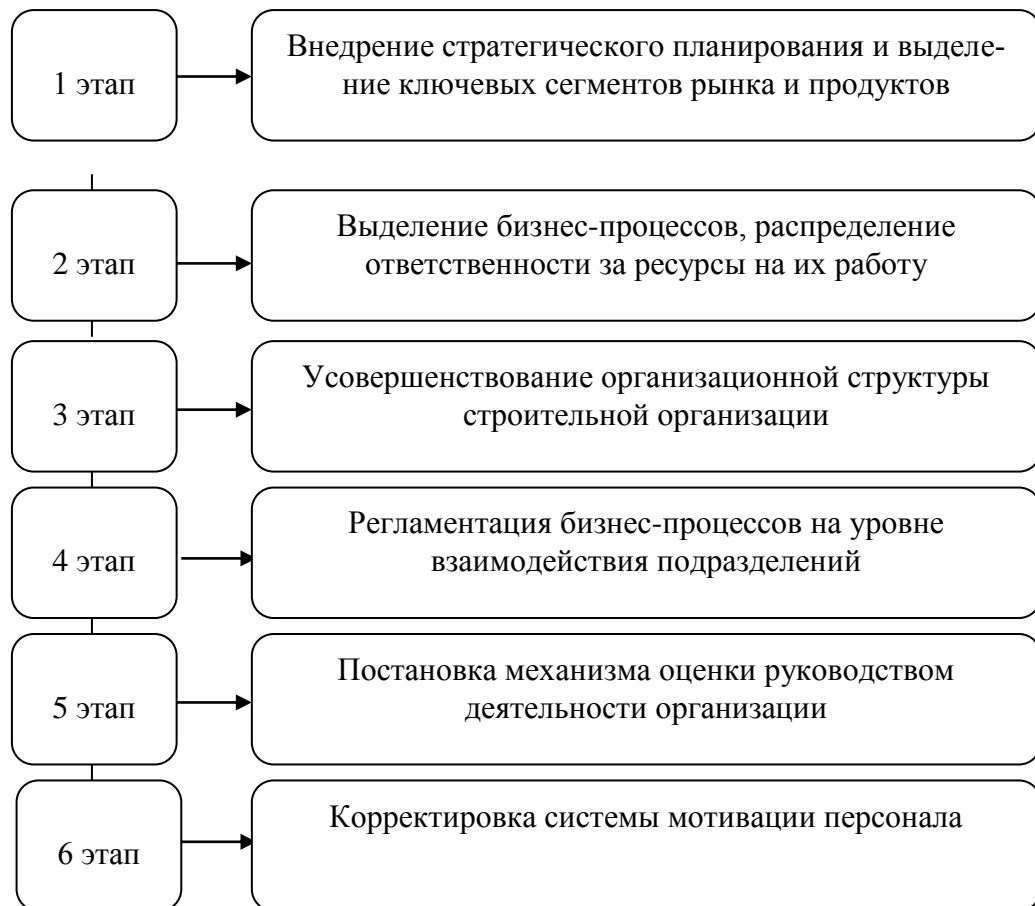 1 этап
Внедрение стратегического планирования и выделе-
ние ключевых сегментов рынка и продуктов
2 этап
Выделение бизнес-процессов, распределение
ответственности за ресурсы на их работу
3 этап
Усовершенствование организационной структуры
строительной организации
4 этап
Регламентация бизнес-процессов на уровне
взаимодействия подразделений
5 этап
Постановка механизма оценки руководством
деятельности организации
6 этап
Корректировка системы мотивации персонала